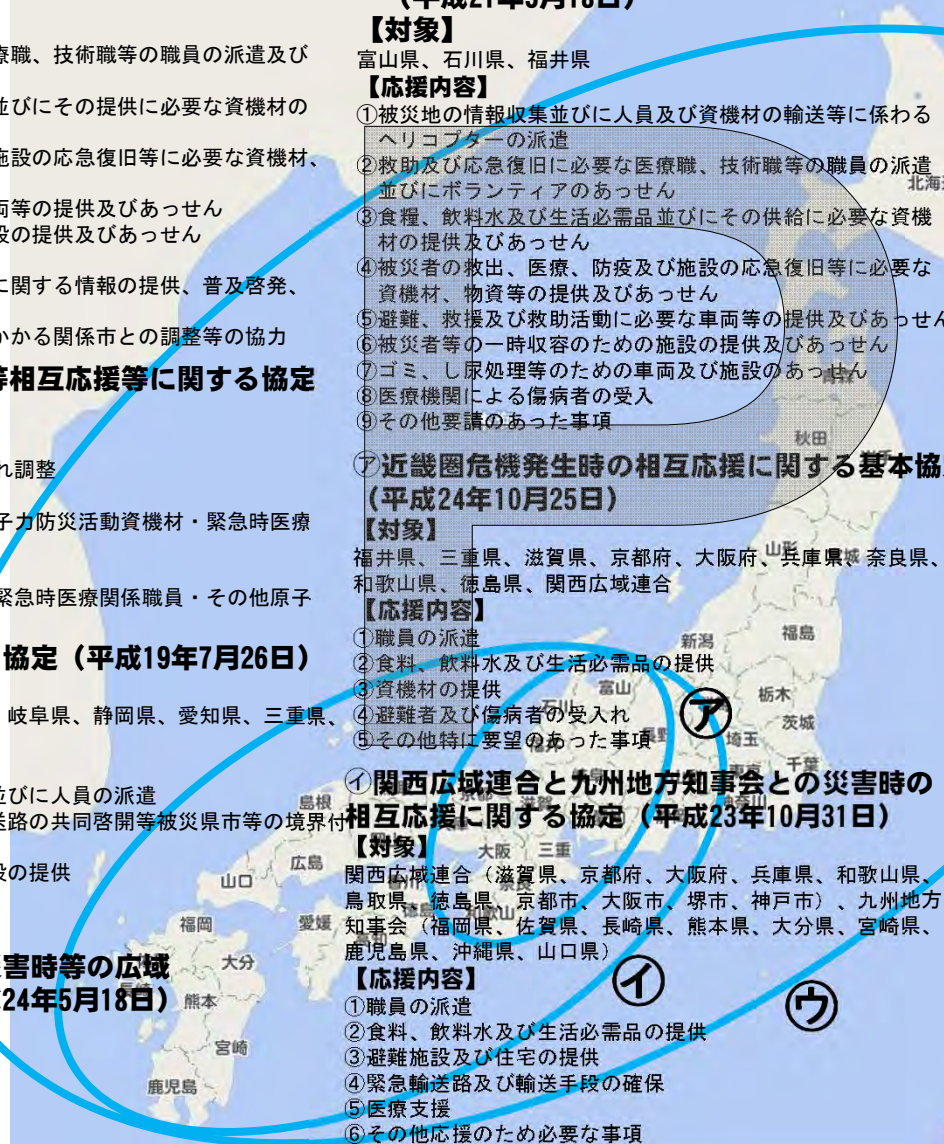 療職、技術職等の職員の派遣及び
並びにその提供に必要な資機材の
施設の応急復旧等に必要な資機材、
両等の提供及びあっせん
設の提供及びあっせん
に関する情報の提供、普及啓発、
かかる関係市との調整等の協力
等相互応援等に関する協定
れ調整
子力防災活動資機材・緊急時医療
緊急時医療関係職員・その他原子
協定（平成19年7月26日）
岐阜県、静岡県、愛知県、三重県、
並びに人員の派遣
送路の共同啓開等被災県市等の境界付
設の提供
害時等の広域
24年5月18日）
（平成21年5月18日）
【対象】
富山県、石川県、福井県
【応援内容】
①被災地の情報収集並びに人員及び資機材の輸送等に係わる
ヘリコプターの派遣
②救助及び応急復旧に必要な医療職、技術職等の職員の派遣
並びにボランティアのあっせん
③食糧、飲料水及び生活必需品並びにその供給に必要な資機
材の提供及びあっせん
④被災者の救出、医療、防疫及び施設の応急復旧等に必要な
資機材、物資等の提供及びあっせん
⑤避難、救援及び救助活動に必要な車両等の提供及びあっせん
⑥被災者等の一時収容のための施設の提供及びあっせん
⑦ゴミ、し尿処理等のための車両及び施設のあっせん
⑧医療機関による傷病者の受入
⑨その他要請のあった事項
㋐近畿圏危機発生時の相互応援に関する基本協定
（平成24年10月25日）
【対象】
福井県、三重県、滋賀県、京都府、大阪府、兵庫県、奈良県、
和歌山県、徳島県、関西広域連合
【応援内容】
①職員の派遣
②食料、飲料水及び生活必需品の提供
③資機材の提供
④避難者及び傷病者の受入れ
⑤その他特に要望のあった事項
㋑関西広域連合と九州地方知事会との災害時の
相互応援に関する協定（平成23年10月31日）
【対象】
関西広域連合（滋賀県、京都府、大阪府、兵庫県、和歌山県、
鳥取県、徳島県、京都市、大阪市、堺市、神戸市）、九州地方
知事会（福岡県、佐賀県、長崎県、熊本県、大分県、宮崎県、
鹿児島県、沖縄県、山口県）
【応援内容】
①職員の派遣
②食料、飲料水及び生活必需品の提供
③避難施設及び住宅の提供
④緊急輸送路及び輸送手段の確保
⑤医療支援
⑥その他応援のため必要な事項
北海
秋田
山形
宮城
新潟
福島
富山
栃木
茨城
埼玉
千葉
島根
広島
山口
大阪
三重
福岡
愛媛
大分
熊本
宮崎
鹿児島
ア
イ
ウ